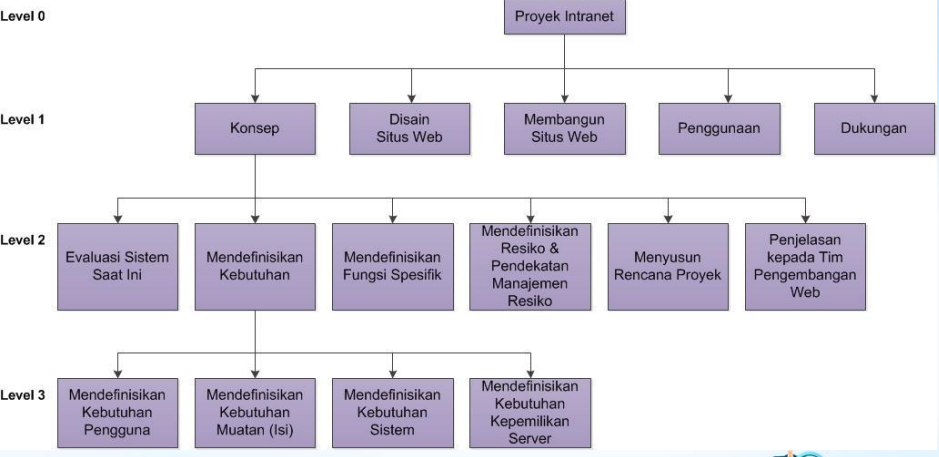 Level 0
Proyek Intranet
Level 1
Konsep
Disain
Situs Web
Membangun
Situs Web
Penggunaan
Dukungan
Level 2
Evaluasi Sistem
Saat Ini
Mendefinisikan
Kebutuhan
Mendefinisikan
Fungsi Spesifik
Mendefinisikan
Resiko &
Pendekatan
Manajemen
Resiko
Menyusun
Rencana Proyek
Penjelasan
kepada Tim
Pengembangan
Web
Level 3
Mendefinisikan
Kebutuhan
Pengguna
Mendefinisikan
Kebutuhan
Muatan (Isi)
Mendefinisikan
Kebutuhan
Sistem
Mendefinisikan
Kebutuhan
Kepemilikan
Server